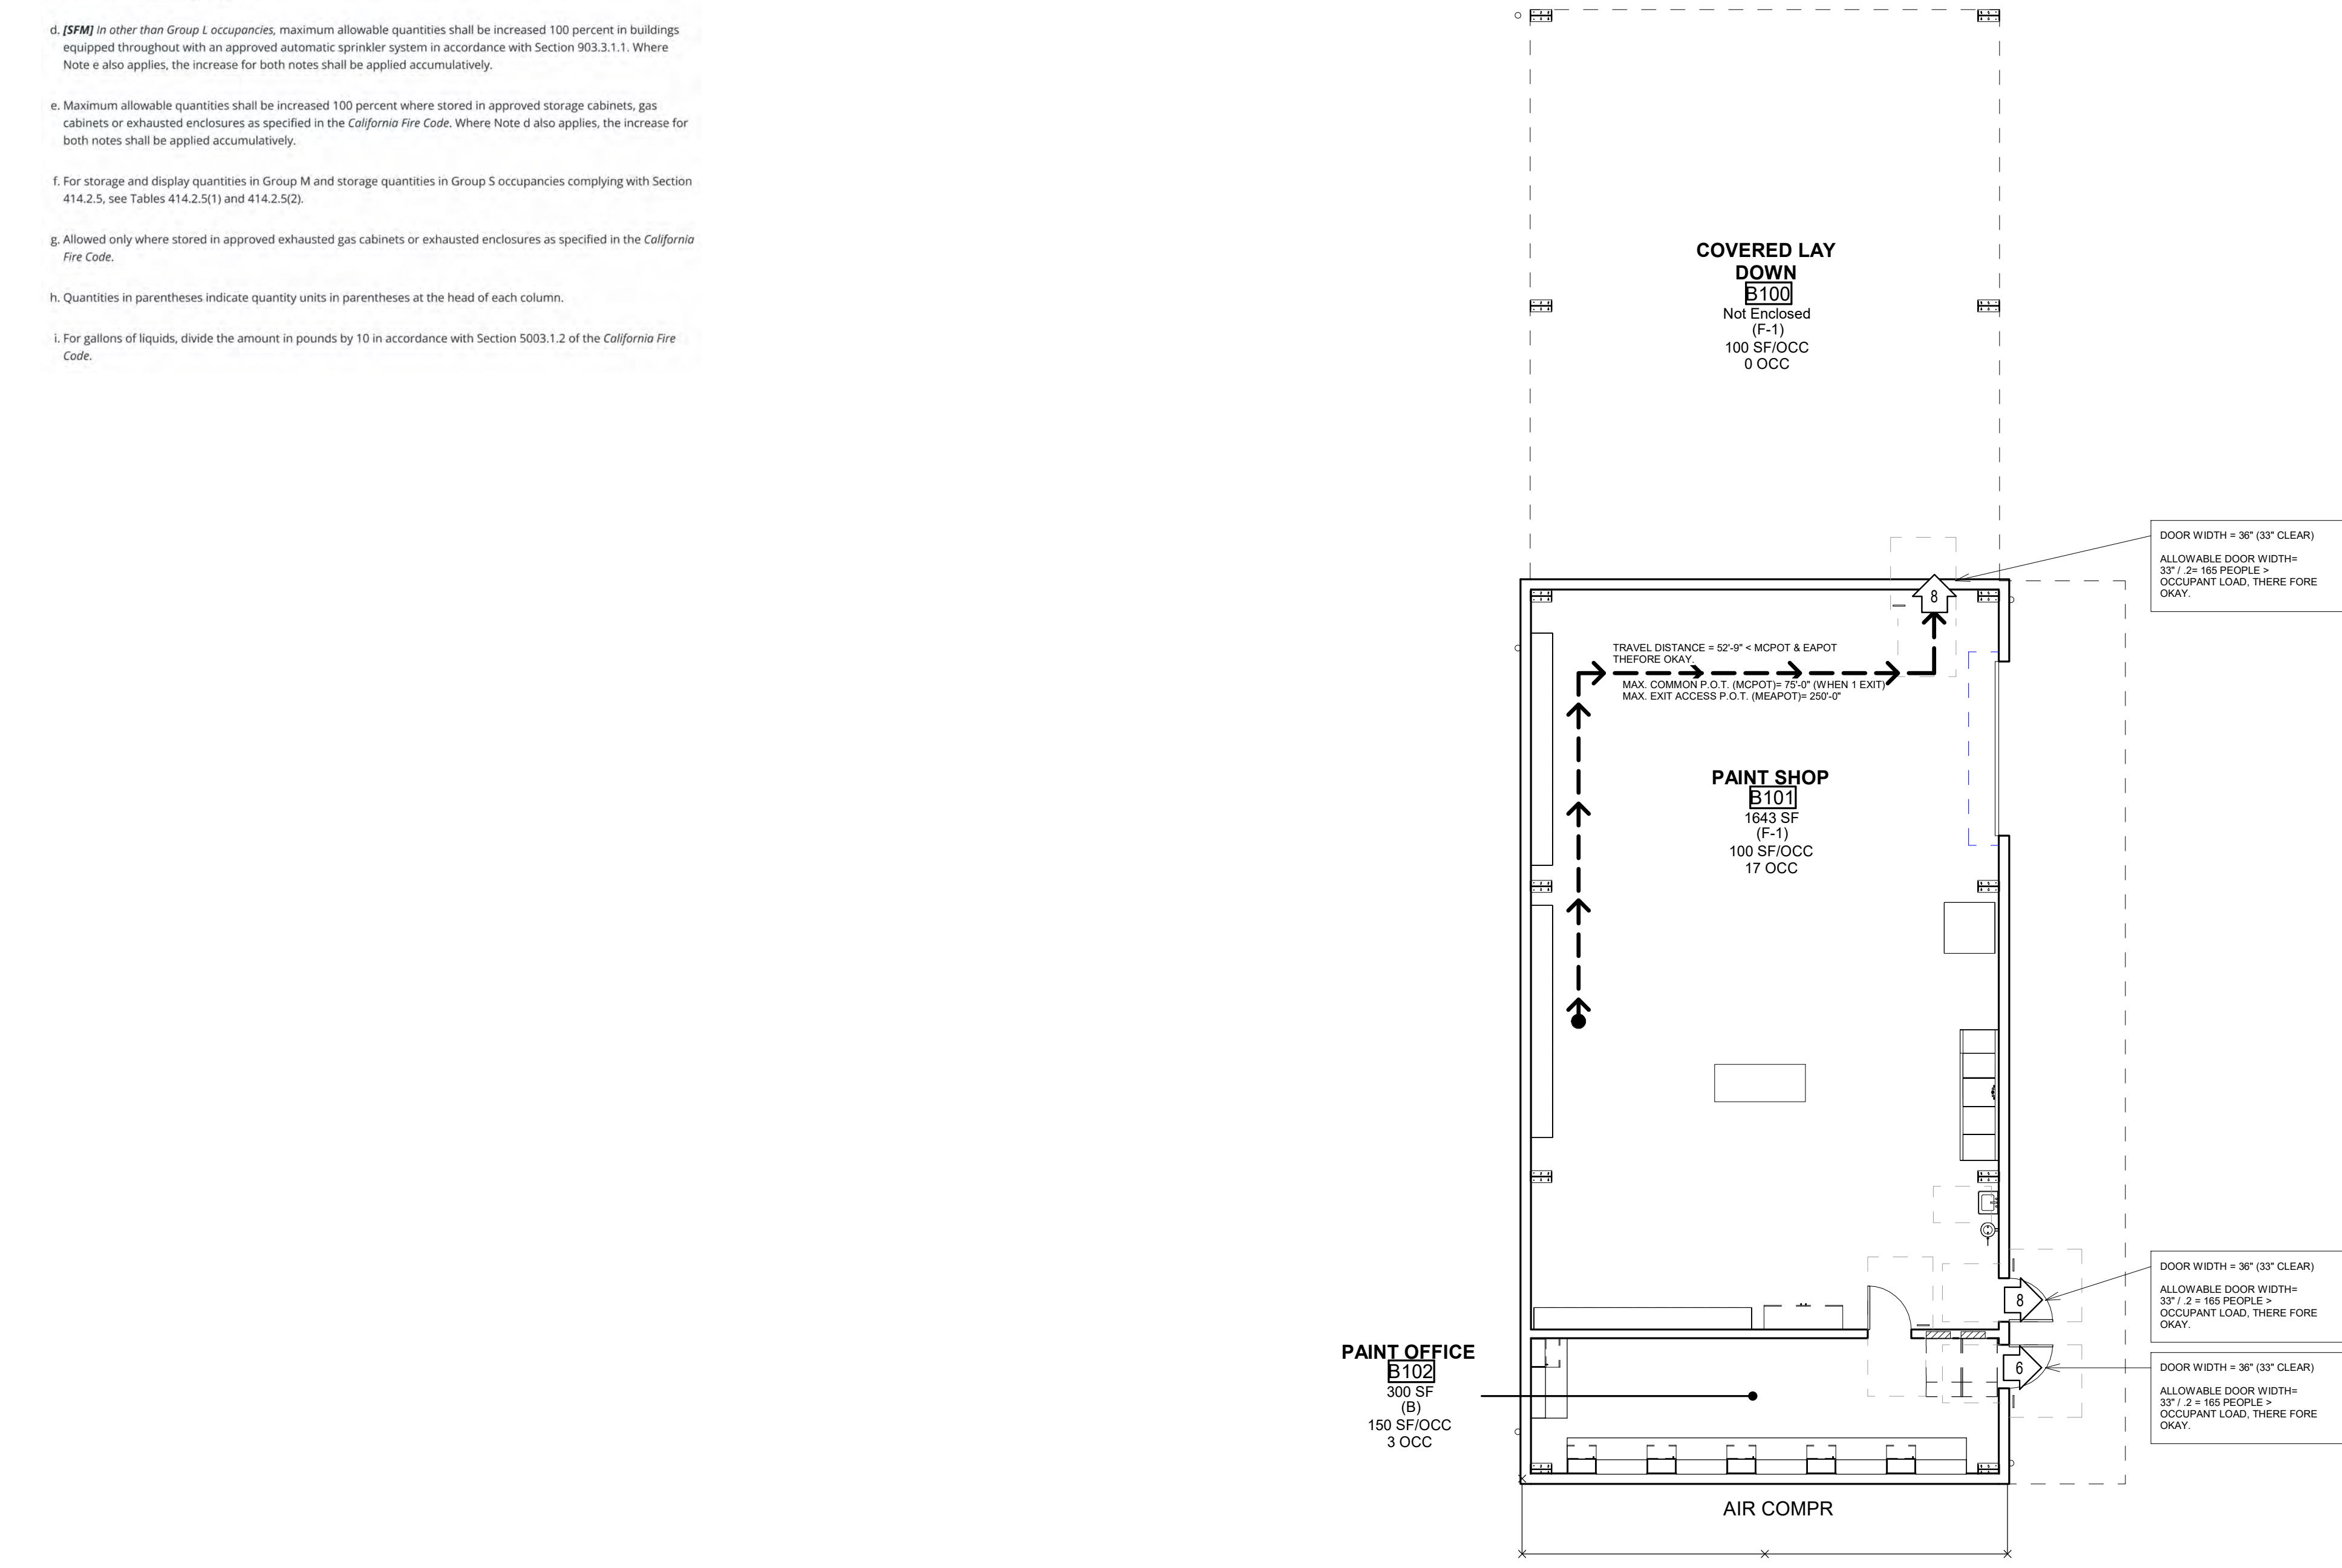 d. [SFM] In other than Group L occupancies, maximum allowable quantities shall be increased 100 percent in buildings
equipped throughout with an approved automatic sprinkler system in accordance with Section 903.3.1.1. Where
Note e also applies, the increase for both notes shall be applied accumulatively.
e. Maximum allowable quantities shall be increased 100 percent where stored in approved storage cabinets, gas
cabinets or exhausted enclosures as specified in the California Fire Code. Where Note d also applies, the increase for
both notes shall be applied accumulatively.
f. For storage and display quantities in Group M and storage quantities in Group S occupancies complying with Section
414.2.5, see Tables 414.2.5(1) and 414.2.5(2).
g. Allowed only where stored in approved exhausted gas cabinets or exhausted enclosures as specified in the California
Fire Code.
h. Quantities in parentheses indicate quantity units in parentheses at the head of each column.
i. For gallons of liquids, divide the amount in pounds by 10 in accordance with Section 5003.1.2 of the California Fire
Code.
COVERED LAY
DOWN
B100
Not Enclosed
(F-1)
100 SF/OCC
0 OCC
DOOR WIDTH = 36" (33" CLEAR)
ALLOWABLE DOOR WIDTH=
33" / .2= 165 PEOPLE >
OCCUPANT LOAD, THERE FORE
OKAY.
8
TRAVEL DISTANCE = 52'-9" < MCPOT & EAPOT
THEFORE OKAY.
MAX. COMMON P.O.T. (MCPOT)= 75'-0" (WHEN 1 EXIT)
MAX. EXIT ACCESS P.O.T. (MEAPOT)= 250'-0"
PAINT SHOP
B101
1643 SF
(F-1)
100 SF/OCC
17 OCC
DOOR WIDTH = 36" (33" CLEAR)
ALLOWABLE DOOR WIDTH=
33" / .2 = 165 PEOPLE >
OCCUPANT LOAD, THERE FORE
OKAY.
8
PAINT OFFICE
B102
300 SF
(B)
150 SF/OCC
3 OCC
6
DOOR WIDTH = 36" (33" CLEAR)
ALLOWABLE DOOR WIDTH=
33" / .2 = 165 PEOPLE >
OCCUPANT LOAD, THERE FORE
OKAY.
AIR COMPR